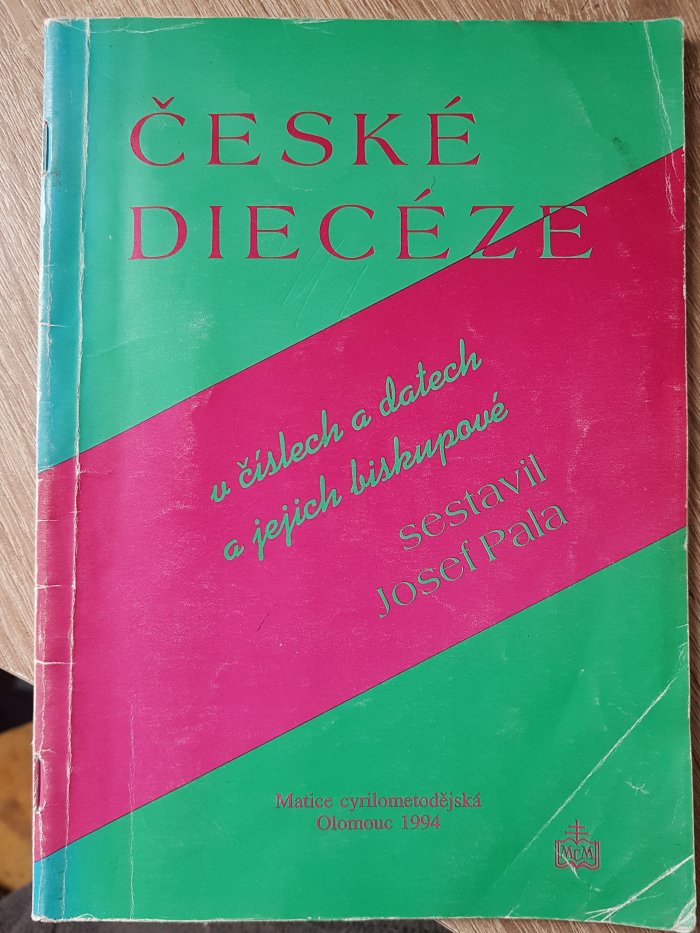 ČESKÉ
DIECÉZE
v číslech a datech
a jejich biskupové
sestavil
Josef Pala
Matice cyrilometodějská
Olomouc 1994
MCM